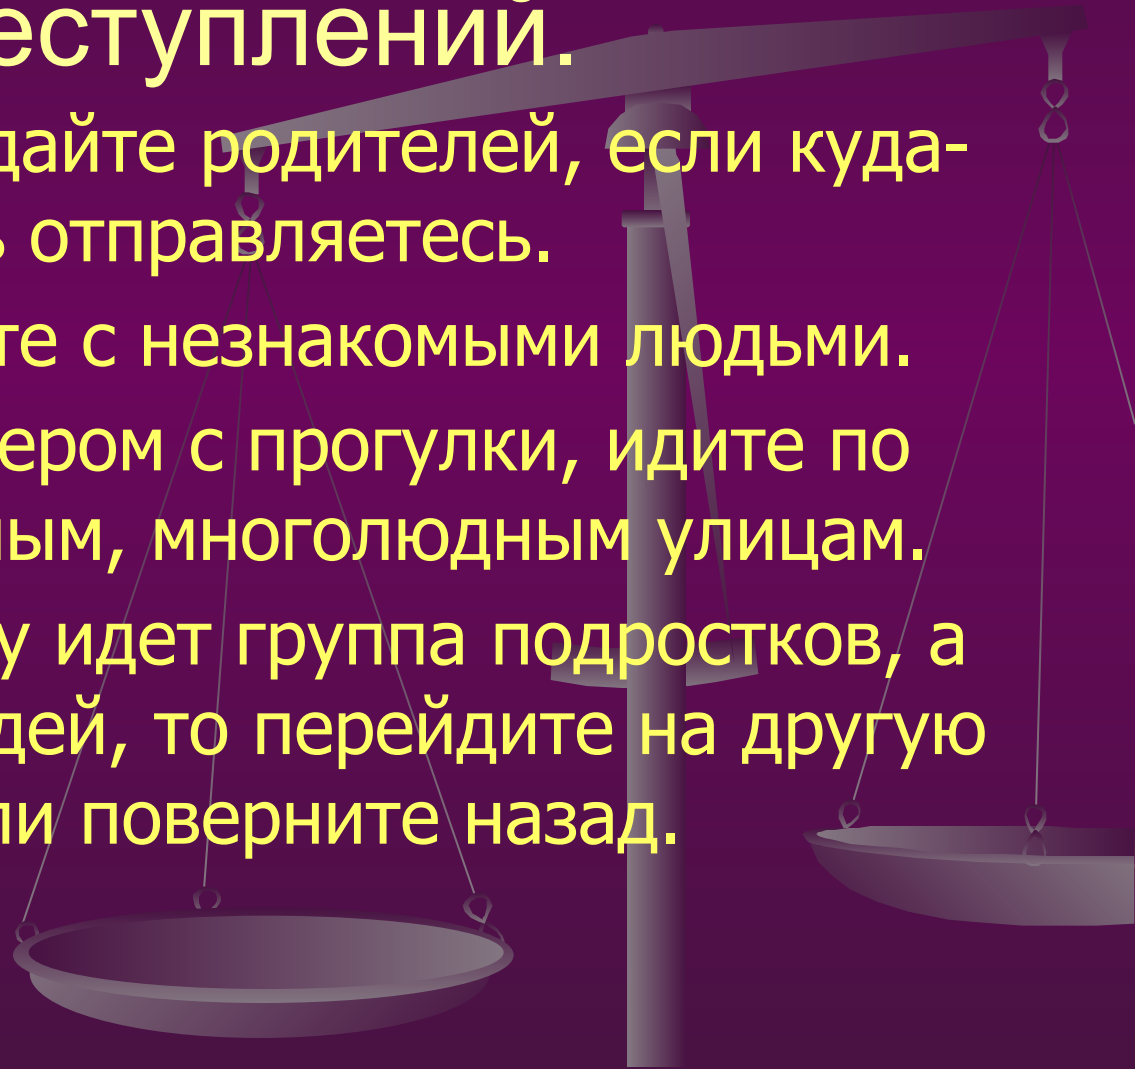 еступлений.
дайте родителей, если куда-
ь отправляетесь.
те с незнакомыми людьми.
ером с прогулки, идите по
ным, многолюдным улицам.
у идет группа подростков, а
дей, то перейдите на другую
ли поверните назад.